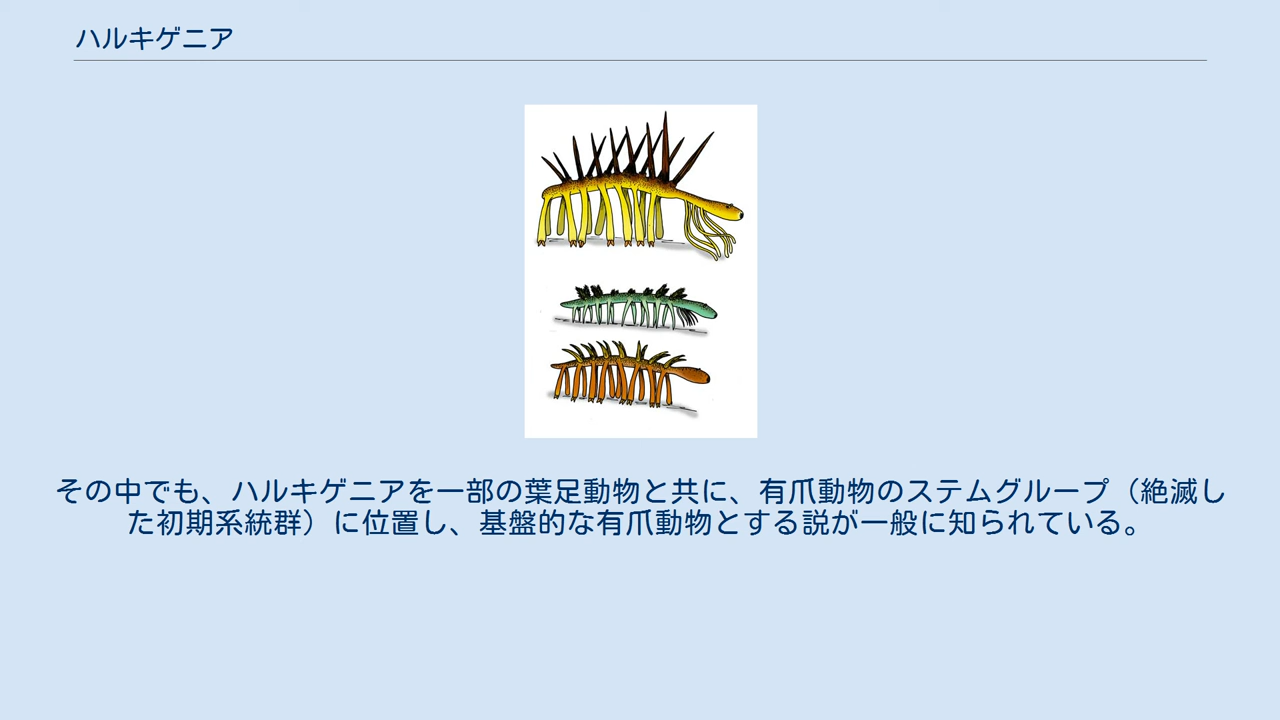 ハルキゲニア
その中でも、ハルキゲニアを一部の葉足動物と共に、有爪動物のステムグループ（絶滅し
た初期系統群）に位置し、基盤的な有爪動物とする説が一般に知られている。